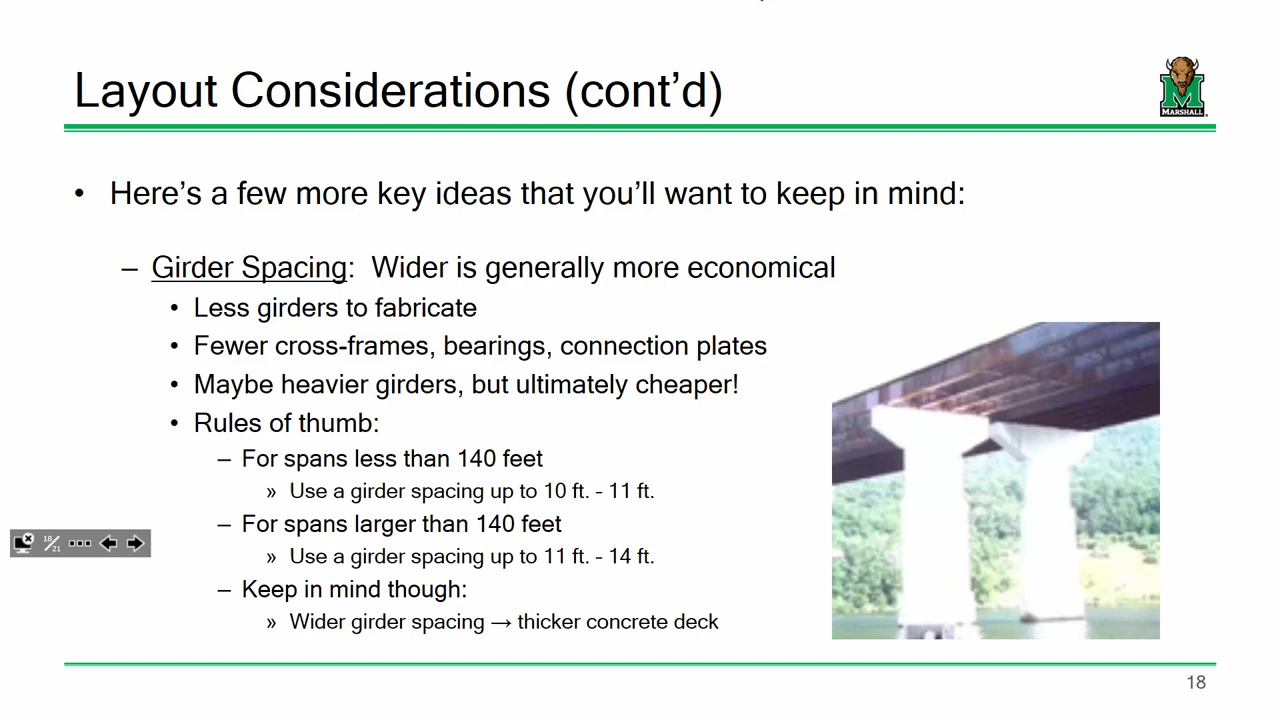 Layout Considerations (cont’d)
MARSHALL
• Here’s a few more key ideas that you’ll want to keep in mind:
– Girder Spacing: Wider is generally more economical
• Less girders to fabricate
• Fewer cross-frames, bearings, connection plates
• Maybe heavier girders, but ultimately cheaper!
• Rules of thumb:
– For spans less than 140 feet
» Use a girder spacing up to 10 ft. - 11 ft.
– For spans larger than 140 feet
» Use a girder spacing up to 11 ft. - 14 ft.
– Keep in mind though:
» Wider girder spacing → thicker concrete deck
18/21
18